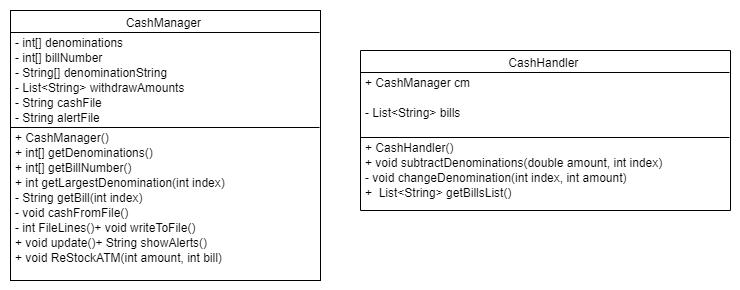 CashManager
- int[] denominations
- int[] billNumber
- String[] denominationString
- List<String> withdrawAmounts
- String cashFile
- String alertFile
+ CashManager()
+ int[] getDenominations()
+ int[] getBillNumber()
+ int getLargestDenomination(int index)
- String getBill(int index)
- void cashFromFile()
- int FileLines()+ void writeToFile()
+ void update()+ String showAlerts()
+ void ReStockATM(int amount, int bill)
CashHandler
+ CashManager cm
- List<String> bills
+ CashHandler()
+ void subtractDenominations(double amount, int index)
- void changeDenomination(int index, int amount)
+  List<String> getBillsList()